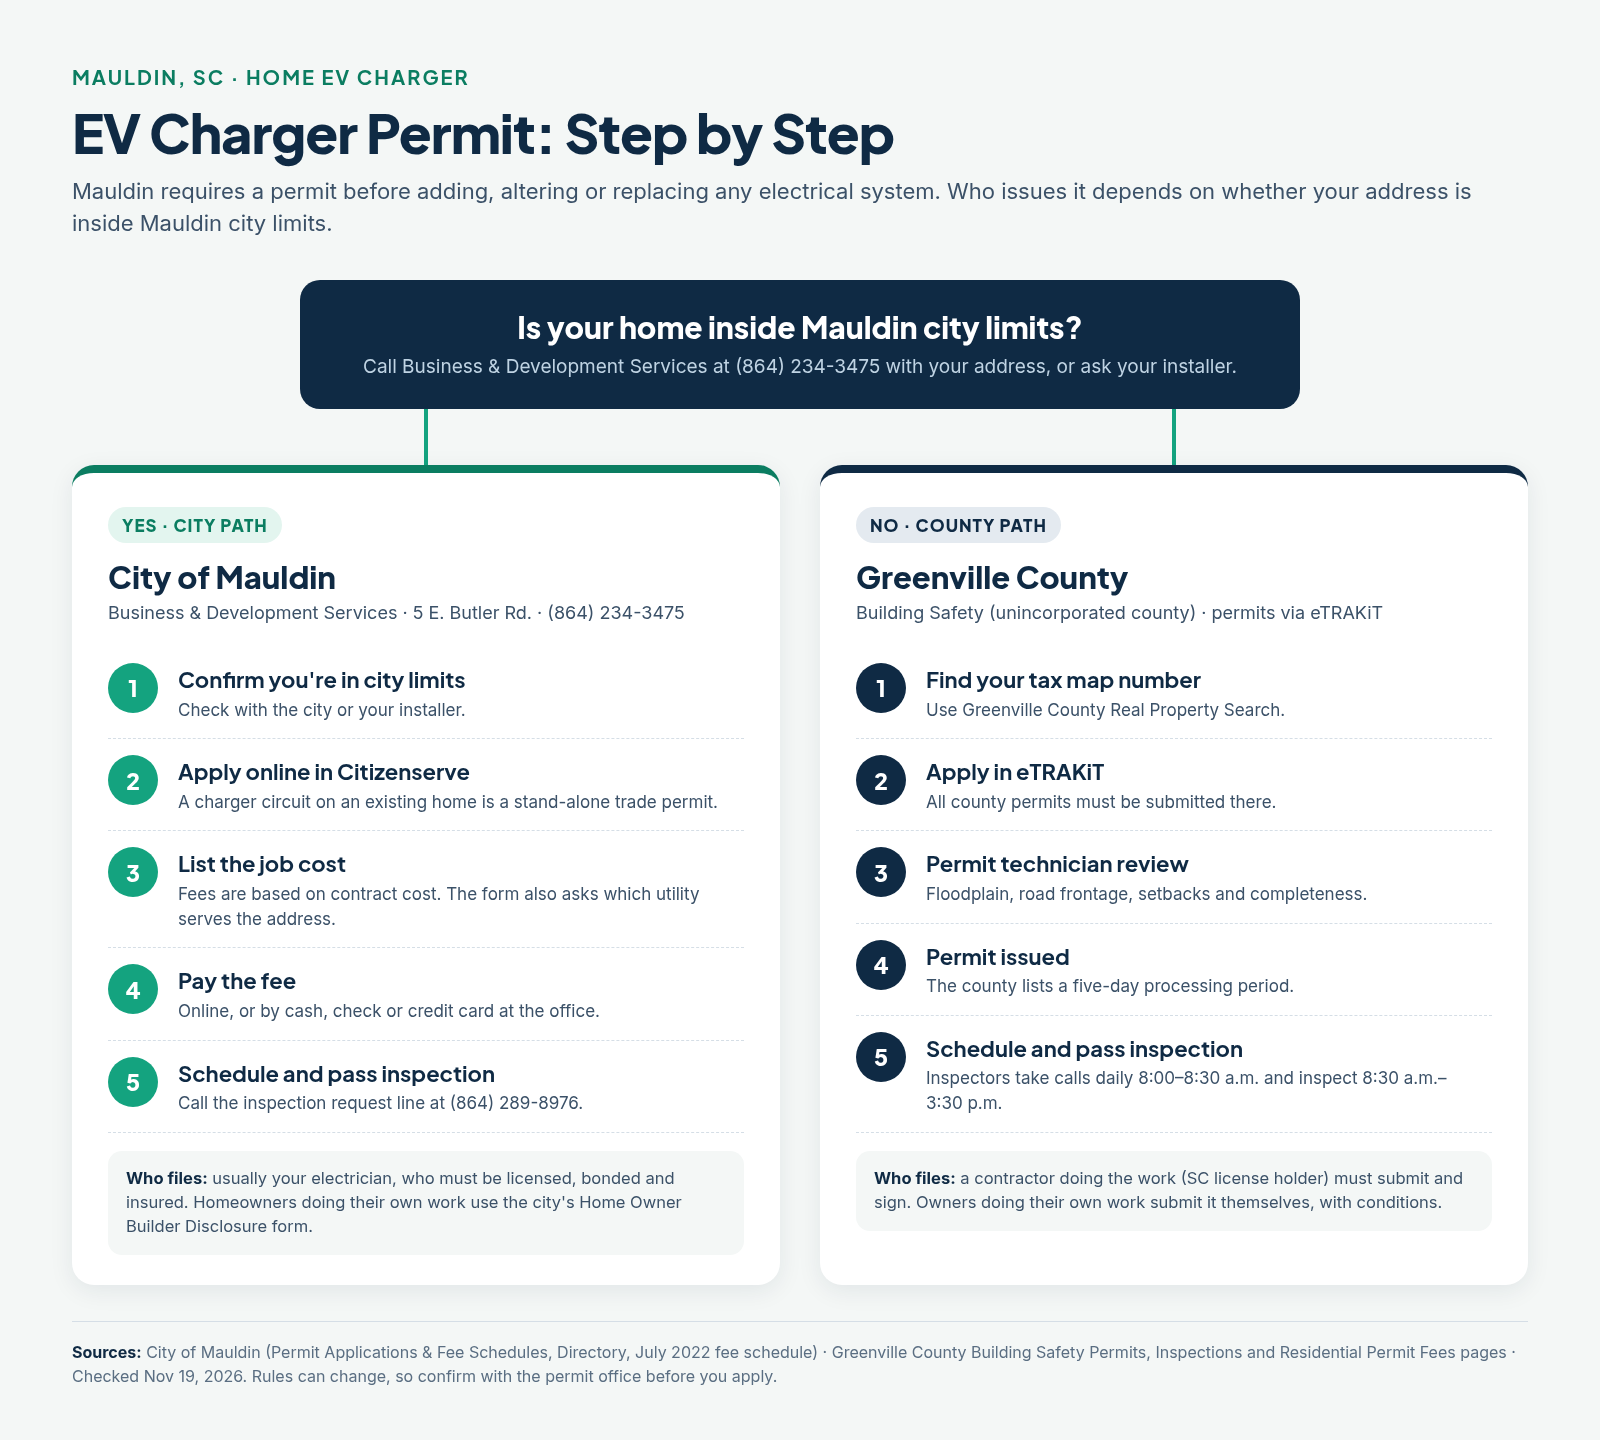 MAULDIN, SC · HOME EV CHARGER
EV Charger Permit: Step by Step
Mauldin requires a permit before adding, altering or replacing any electrical system. Who issues it depends on whether your address is
inside Mauldin city limits.
Is your home inside Mauldin city limits?
Call Business & Development Services at (864) 234-3475 with your address, or ask your installer.
YES · CITY PATH
City of Mauldin
Business & Development Services · 5 E. Butler Rd. · (864) 234-3475
1
Confirm you're in city limits
Check with the city or your installer.
2
Apply online in Citizenserve
A charger circuit on an existing home is a stand-alone trade permit.
3
List the job cost
Fees are based on contract cost. The form also asks which utility
serves the address.
4
Pay the fee
Online, or by cash, check or credit card at the office.
5
Schedule and pass inspection
Call the inspection request line at (864) 289-8976.
Who files: usually your electrician, who must be licensed, bonded and
insured. Homeowners doing their own work use the city's Home Owner
Builder Disclosure form.
NO · COUNTY PATH
Greenville County
Building Safety (unincorporated county) · permits via eTRAKiT
1
Find your tax map number
Use Greenville County Real Property Search.
2
Apply in eTRAKiT
All county permits must be submitted there.
3
Permit technician review
Floodplain, road frontage, setbacks and completeness.
4
Permit issued
The county lists a five-day processing period.
5
Schedule and pass inspection
Inspectors take calls daily 8:00–8:30 a.m. and inspect 8:30 a.m.–
3:30 p.m.
Who files: a contractor doing the work (SC license holder) must submit and
sign. Owners doing their own work submit it themselves, with conditions.
Sources: City of Mauldin (Permit Applications & Fee Schedules, Directory, July 2022 fee schedule) · Greenville County Building Safety Permits, Inspections and Residential Permit Fees pages ·
Checked Nov 19, 2026. Rules can change, so confirm with the permit office before you apply.